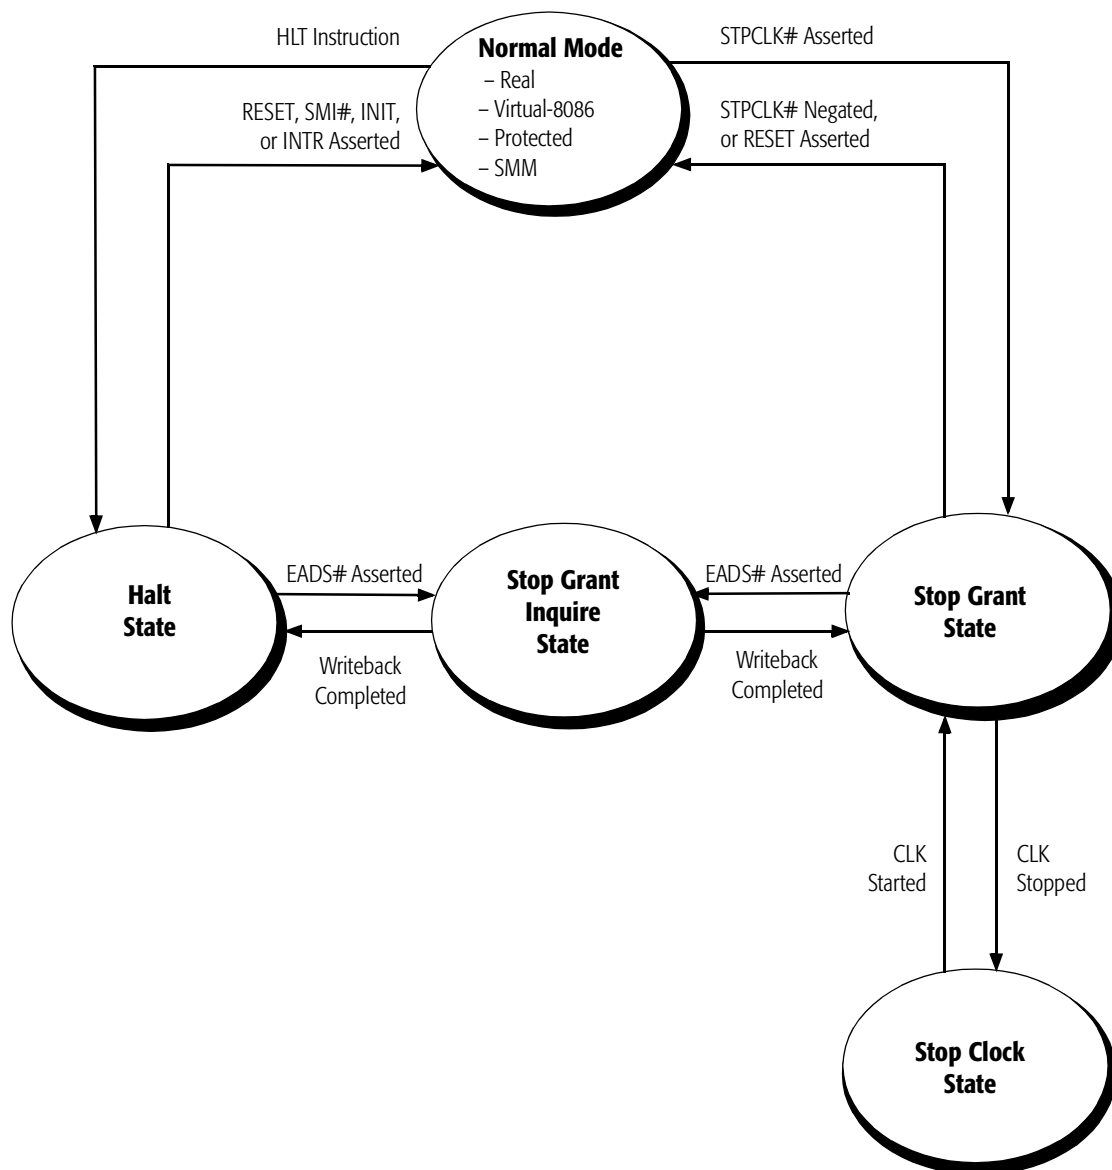 HLT Instruction
Normal Mode
– Real
– Virtual-8086
– Protected
– SMM
STPCLK# Asserted
RESET, SMI#, INIT,
or INTR Asserted
STPCLK# Negated,
or RESET Asserted
Halt
State
EADS# Asserted
Writeback
Completed
Stop Grant
Inquire
State
EADS# Asserted
Writeback
Completed
Stop Grant
State
CLK
Started
CLK
Stopped
Stop Clock
State